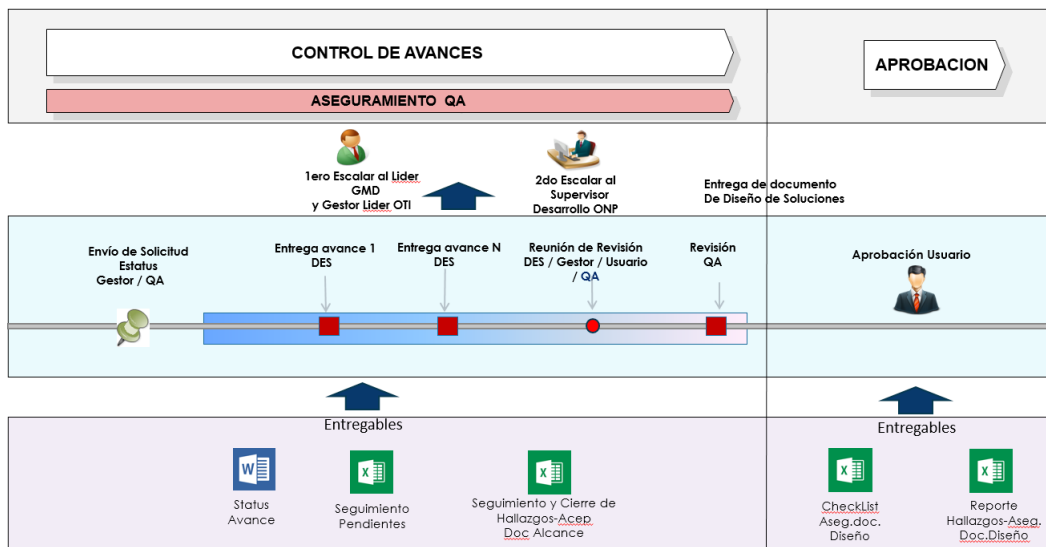 CONTROL DE AVANCES
APROBACION
ASEGURAMIENTO QA
1ero Escalar al Lider
GMD
y Gestor Lider OTI
2do Escalar al
Supervisor
Desarrollo ONP
Entrega de documento
De Diseño de Soluciones
Envío de Solicitud
Estatus
Gestor / QA
Entrega avance 1
DES
Entrega avance N
DES
Reunión de Revisión
DES / Gestor / Usuario
/ QA
Revisión
QA
Aprobación Usuario
Entregables
Entregables
W
Status
Avance
X
Seguimiento
Pendientes
X
Seguimiento y Cierre de
Hallazgos-Acep
Doc Alcance
X
CheckList
Aseg.doc.
Diseño
X
Reporte
Hallazgos-Aseg.
Doc.Diseño